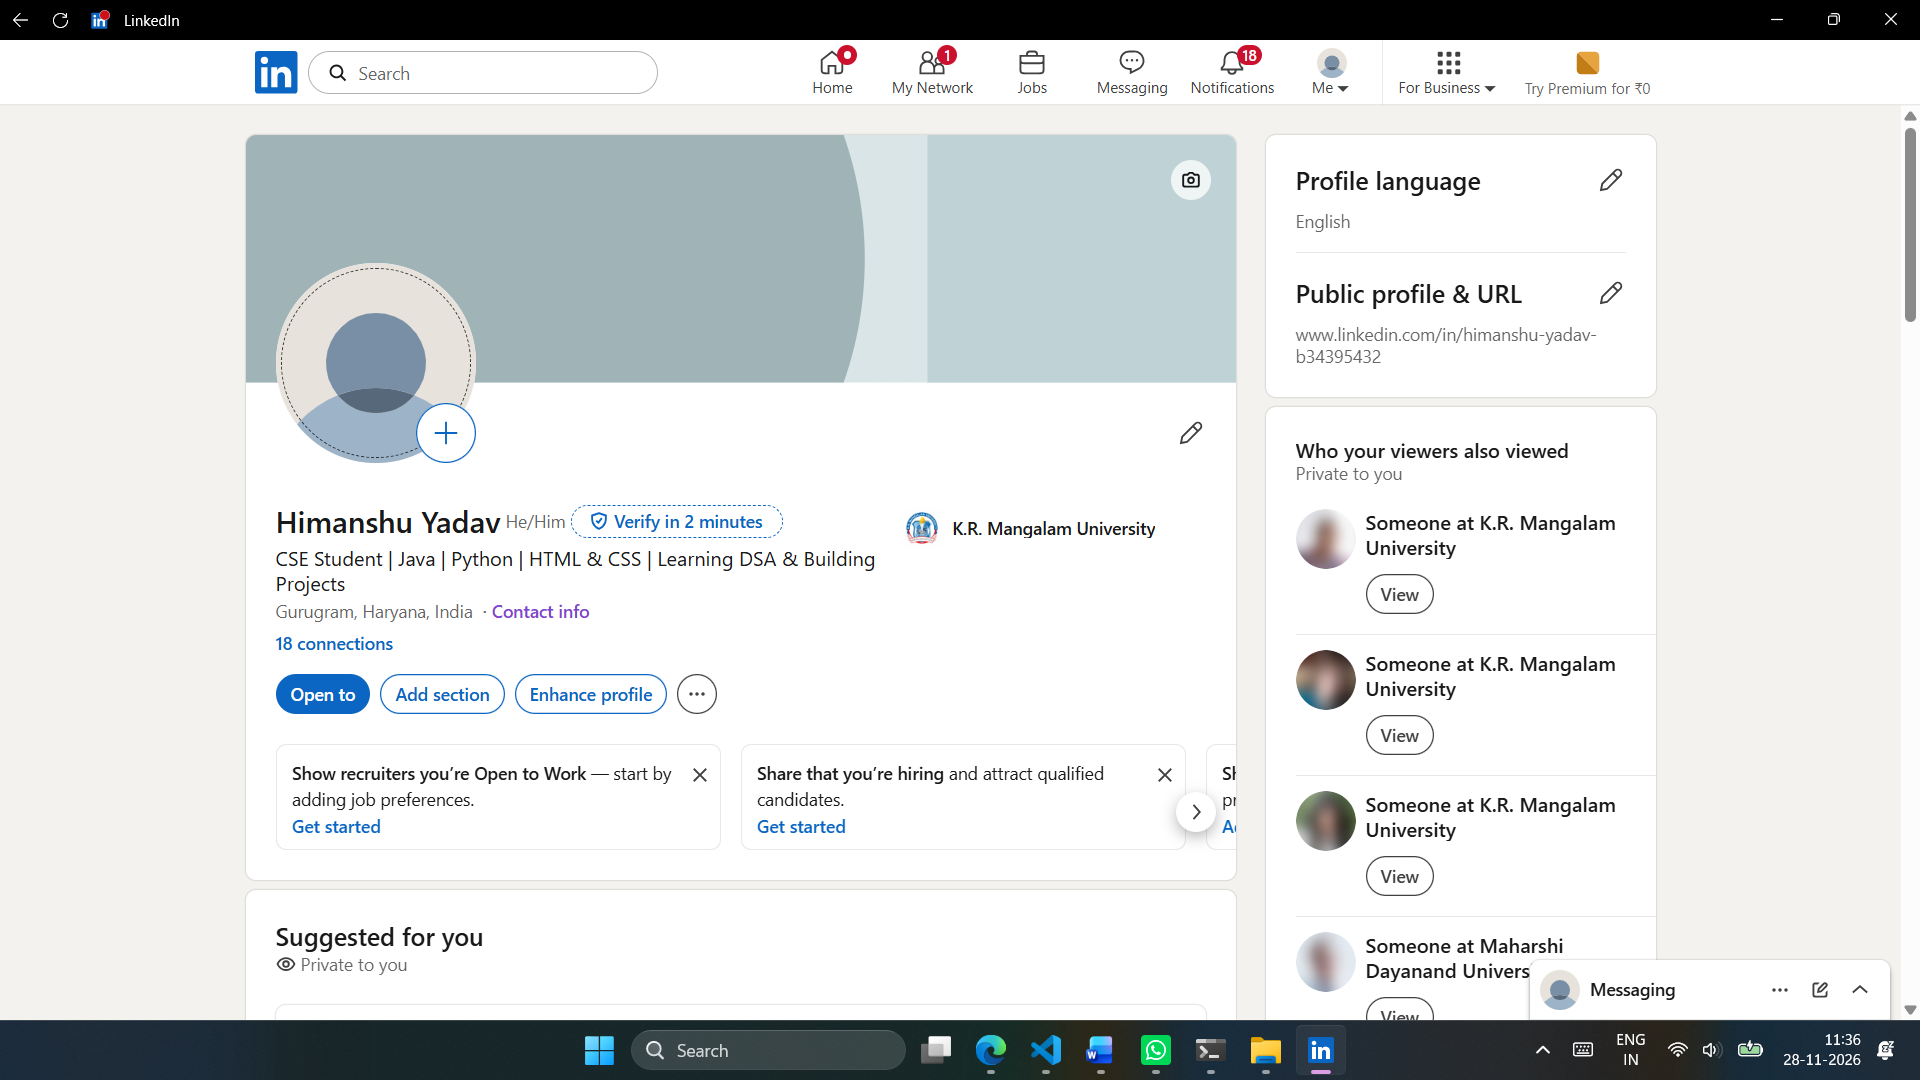 LinkedIn
Search
Home
My Network
1
Jobs
Messaging
Notifications
18
Me
For Business
Try Premium for ₹0
Himanshu Yadav He/Him Verify in 2 minutes
CSE Student | Java | Python | HTML & CSS | Learning DSA & Building
Projects
Gurugram, Haryana, India · Contact info
18 connections
K.R. Mangalam University
Open to
Add section
Enhance profile
Show recruiters you’re Open to Work — start by
adding job preferences.
Get started
Share that you’re hiring and attract qualified
candidates.
Get started
Suggested for you
Private to you
Profile language
English
Public profile & URL
www.linkedin.com/in/himanshu-yadav-
b34395432
Who your viewers also viewed
Private to you
Someone at K.R. Mangalam
University
View
Someone at K.R. Mangalam
University
View
Someone at K.R. Mangalam
University
View
Someone at Maharshi
Dayanand Univers
View
Messaging
Search
ENG
IN
11:36
28-11-2026